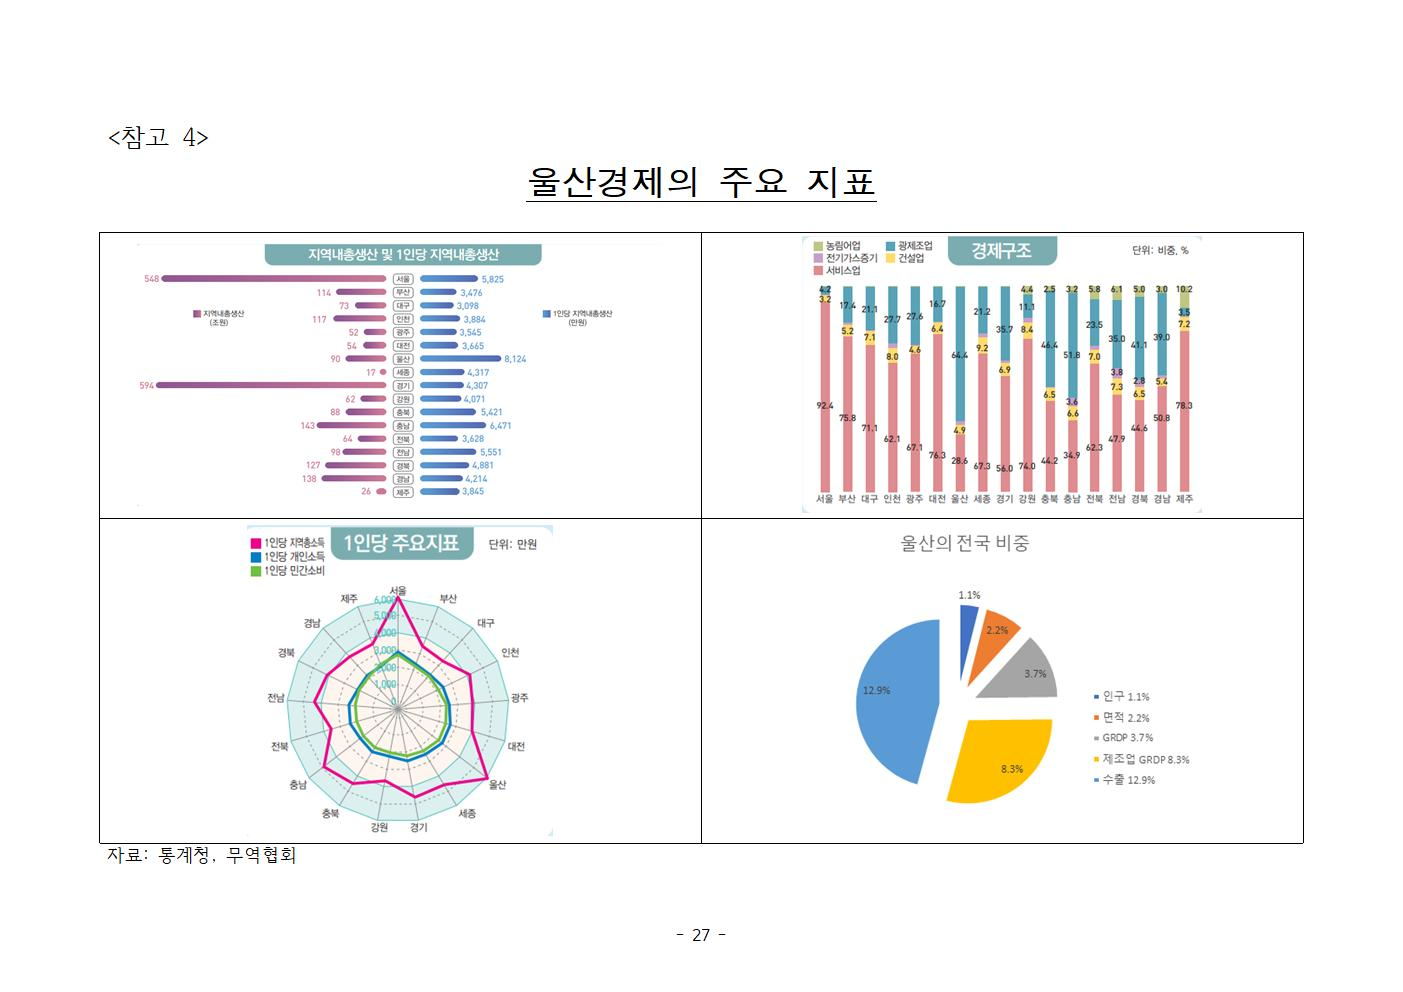 <참고 4>
울산경제의 주요 지표
지역내총생산 및 1인당 지역내총생산
지역내총생산
(조원)
1인당 지역내총생산
(만원)
548 서울 5,825
114 부산 3,476
73 대구 3,098
117 인천 3,884
52 광주 3,545
54 대전 3,665
90 울산 8,124
17 세종 4,317
594 경기 4,307
62 강원 4,071
88 충북 5,421
143 충남 6,471
64 전북 3,628
98 전남 5,551
127 경북 4,881
138 경남 4,214
26 제주 3,845
농림어업 광제조업
전기가스증기 건설업
서비스업
경제구조
단위: 비중, %
4.2 4.4 2.5 3.2 5.8 6.1 5.0 3.0 10.2
3.2 17.4 21.1 27.7 27.6 16.7 64.4 21.2 35.7 11.1 46.4 51.8 23.5 35.0 41.1 39.0 3.5
5.2 7.1 8.0 4.6 6.4 4.9 9.2 6.9 8.4 6.5 3.6 7.0 3.8 2.8 5.4 7.2
6.6 7.3 6.5
92.4 75.8 71.1 62.1 67.1 76.3 28.6 67.3 56.0 74.0 44.2 34.9 62.3 47.9 44.6 50.8 78.3
서울 부산 대구 인천 광주 대전 울산 세종 경기 강원 충북 충남 전북 전남 경북 경남 제주
1인당 지역총소득
1인당 개인소득
1인당 민간소비
1인당 주요지표
단위: 만원
서울
부산
대구
인천
광주
대전
울산
세종
경기
강원
충북
충남
전북
전남
경북
경남
제주
6,000
5,000
4,000
3,000
2,000
1,000
0
울산의 전국 비중
1.1%
2.2%
3.7%
8.3%
12.9%
인구 1.1%
면적 2.2%
GRDP 3.7%
제조업 GRDP 8.3%
수출 12.9%
자료: 통계청, 무역협회
- 27 -